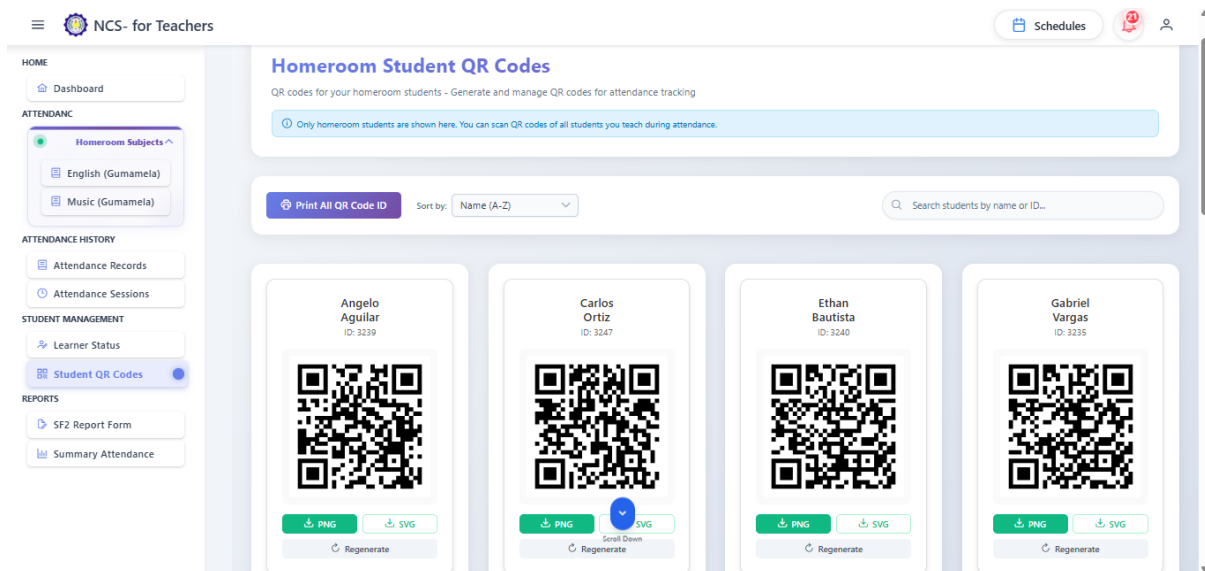 NCS- for Teachers
Schedules
21
HOME
Dashboard
ATTENDANC
Homeroom Subjects
English (Gumamela)
Music (Gumamela)
ATTENDANCE HISTORY
Attendance Records
Attendance Sessions
STUDENT MANAGEMENT
Learner Status
Student QR Codes
REPORTS
SF2 Report Form
Summary Attendance
Homeroom Student QR Codes
QR codes for your homeroom students - Generate and manage QR codes for attendance tracking
Only homeroom students are shown here. You can scan QR codes of all students you teach during attendance.
Print All QR Code ID
Sort by:
Name (A-Z)
Search students by name or ID...
Angelo
Aguilar
ID: 3239
PNG
SVG
Regenerate
Carlos
Ortiz
ID: 3247
PNG
SVG
Scroll Down
Regenerate
Ethan
Bautista
ID: 3240
PNG
SVG
Regenerate
Gabriel
Vargas
ID: 3235
PNG
SVG
Regenerate